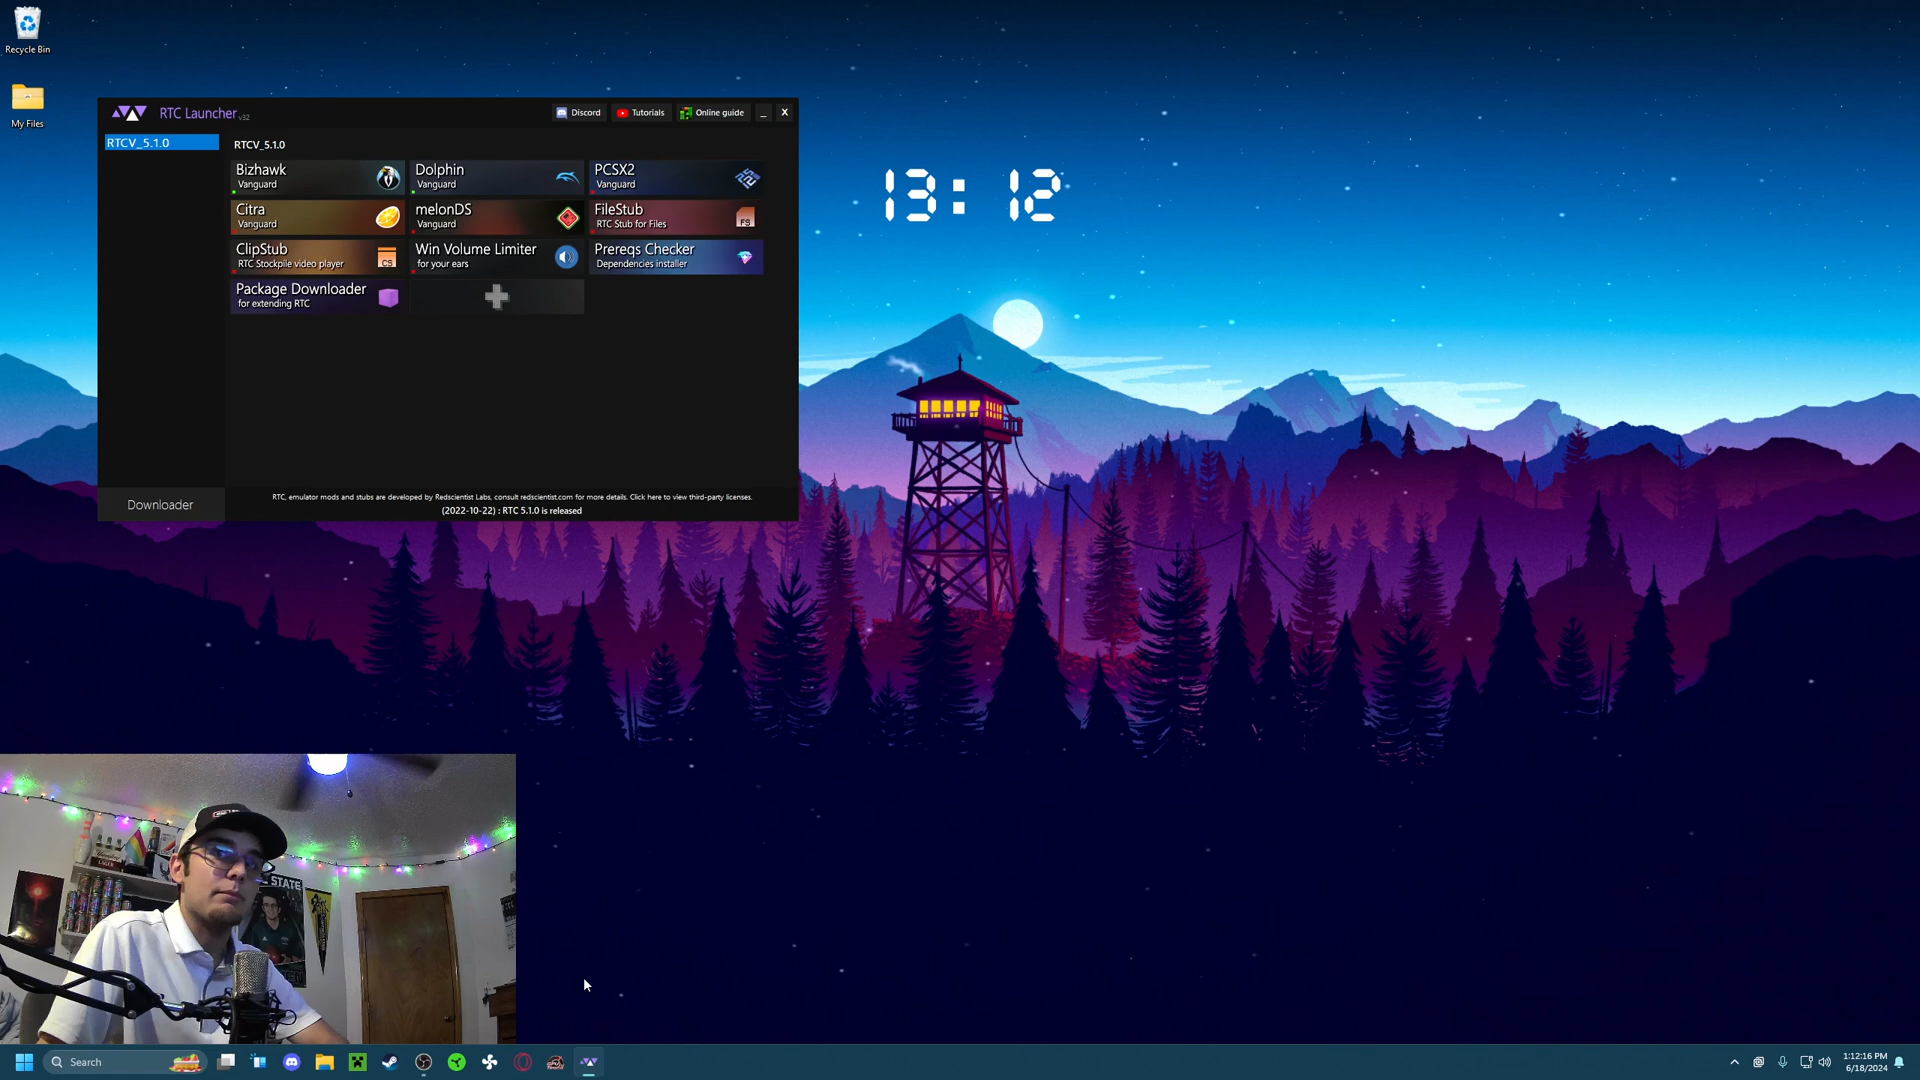 Recycle Bin
My Files
RTC Launcher v32
Discord
Tutorials
Online guide
_
X
RTCV_5.1.0
RTCV_5.1.0
Bizhawk
Vanguard
Dolphin
Vanguard
PCSX2
Vanguard
Citra
Vanguard
melonDS
Vanguard
FileStub
RTC Stub for Files
FS
ClipStub
RTC Stockpile video player
CS
Win Volume Limiter
for your ears
Prereqs Checker
Dependencies installer
Package Downloader
for extending RTC
Downloader
RTC, emulator mods and stubs are developed by Redscientist Labs, consult redscientist.com for more details. Click here to view third-party licenses.
(2022-10-22) : RTC 5.1.0 is released
13: 12
LAGER
STATE
Search
1:12:16 PM
6/18/2024